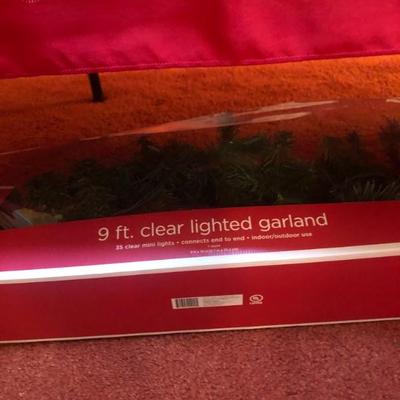 9 ft. clear lighted garland
35 clear mini lights • connects end to end • indoor/outdoor use